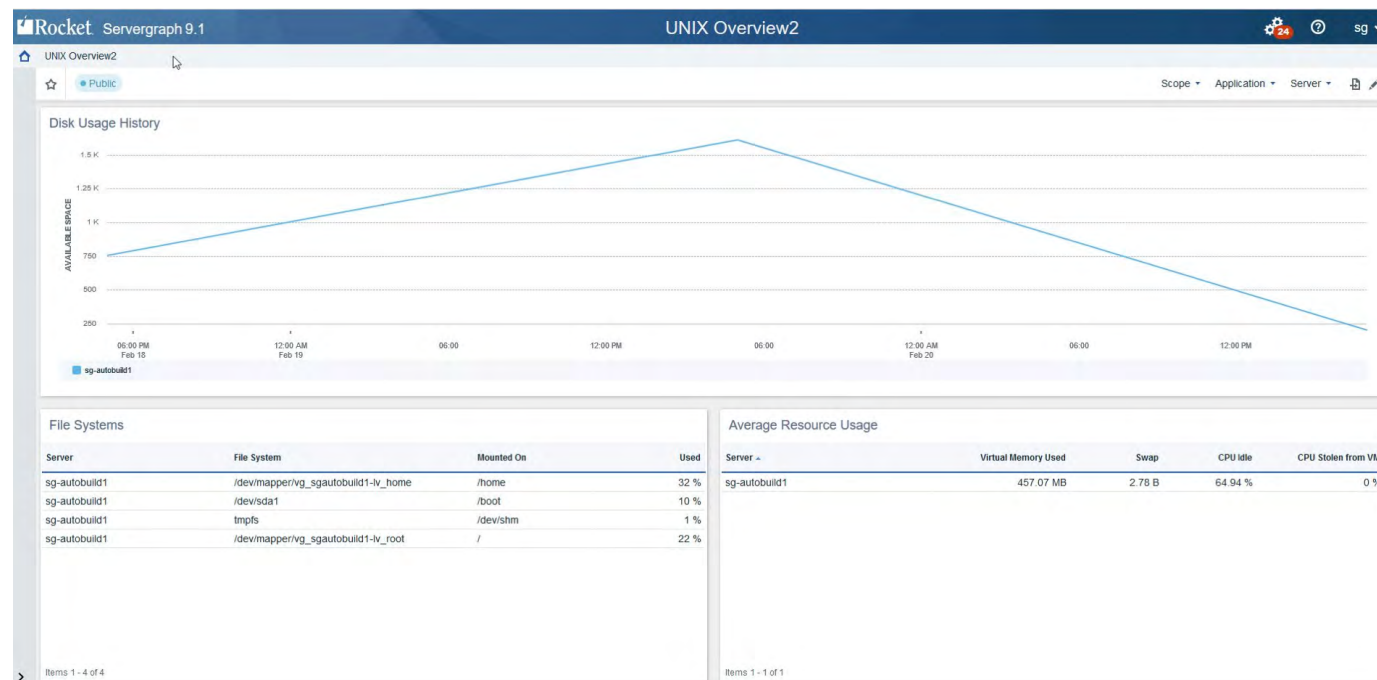 Rocket. Servergraph 9.1
UNIX Overview2
24
sg
UNIX Overview2
Public
Scope
Application
Server
Disk Usage History
1.5 K
1.25 K
1 K
750
500
250
AVAILABLE SPACE
06:00 PM 12:00 AM 06:00 12:00 PM 06:00 12:00 AM 06:00 12:00 PM
Feb 18 Feb 19 Feb 20
sg-autobuild1
File Systems
Server File System Mounted On Used
sg-autobuild1 /dev/mapper/vg_sgautobuild1-lv_home /home 32 %
sg-autobuild1 /dev/sda1 /boot 10 %
sg-autobuild1 tmpfs /dev/shm 1 %
sg-autobuild1 /dev/mapper/vg_sgautobuild1-lv_root / 22 %
Items 1 - 4 of 4
Average Resource Usage
Server Virtual Memory Used Swap CPU Idle CPU Stolen from VM
sg-autobuild1 457.07 MB 2.78 B 64.94 % 0 %
Items 1 - 1 of 1